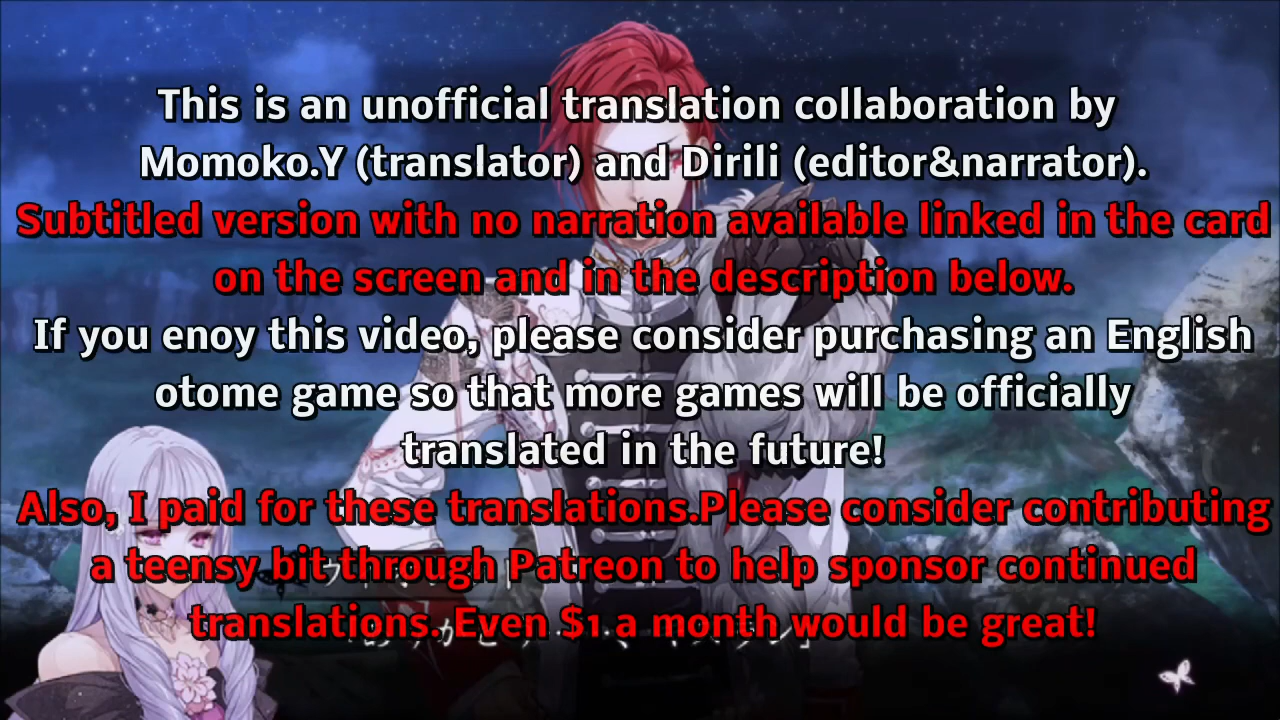 This is an unofficial translation collaboration by
Momoko.Y (translator) and Dirili (editor&narrator).
Subtitled version with no narration available linked in the card
on the screen and in the description below.
If you enoy this video, please consider purchasing an English
otome game so that more games will be officially
translated in the future!
Also, I paid for these translations.Please consider contributing
a teensy bit through Patreon to help sponsor continued
translations. Even $1 a month would be great!